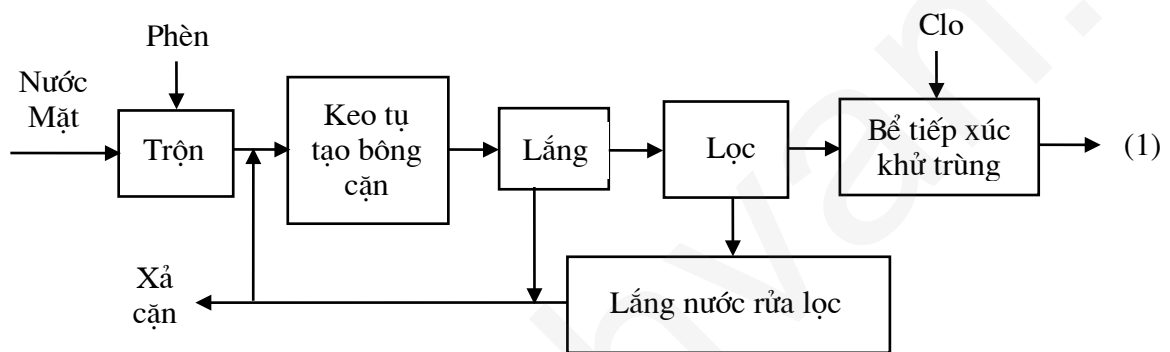 Phèn
Clo
Nước
Mặt
Trộn
Keo tụ
tạo bông
cặn
Lắng
Lọc
Bể tiếp xúc
khử trùng
(1)
Xả
cặn
Lắng nước rửa lọc